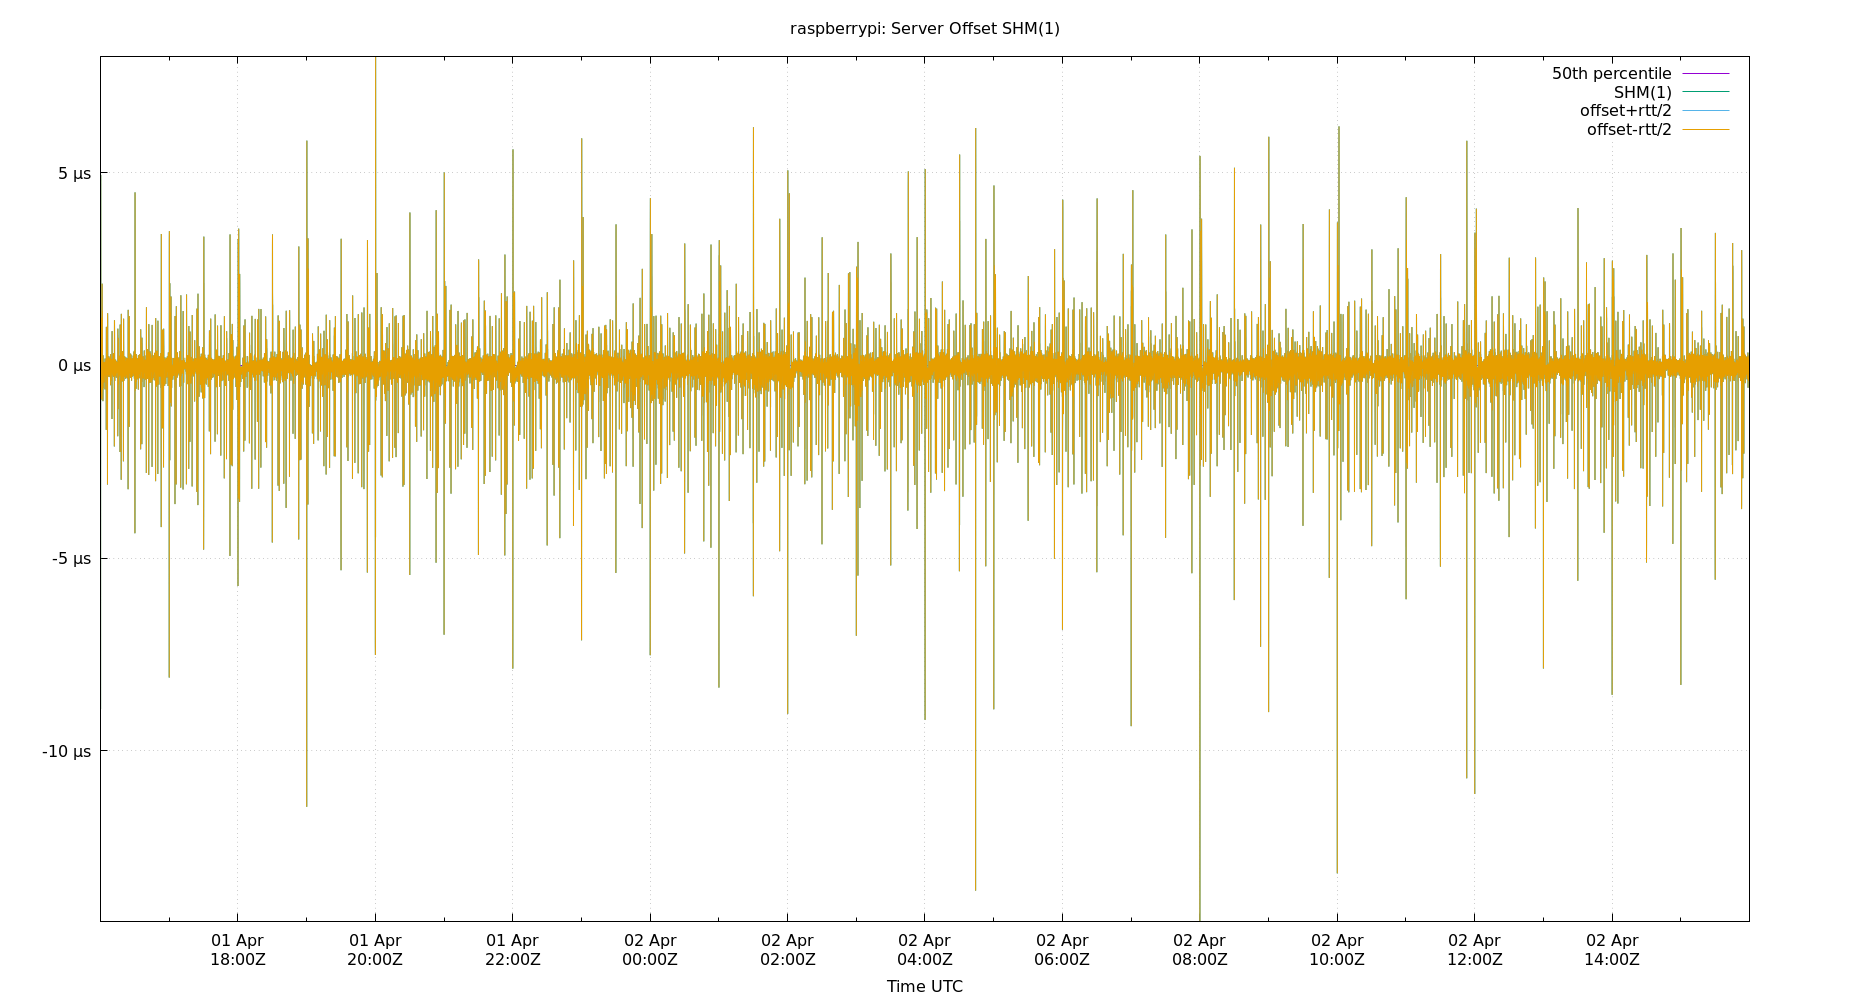 raspberrypi: Server Offset SHM(1)
50th percentile
SHM(1)
offset+rtt/2
offset-rtt/2
5 µs
0 µs
-5 µs
-10 µs
01 Apr 01 Apr 01 Apr 02 Apr 02 Apr 02 Apr 02 Apr 02 Apr 02 Apr 02 Apr 02 Apr
18:00Z 20:00Z 22:00Z 00:00Z 02:00Z 04:00Z 06:00Z 08:00Z 10:00Z 12:00Z 14:00Z
Time UTC